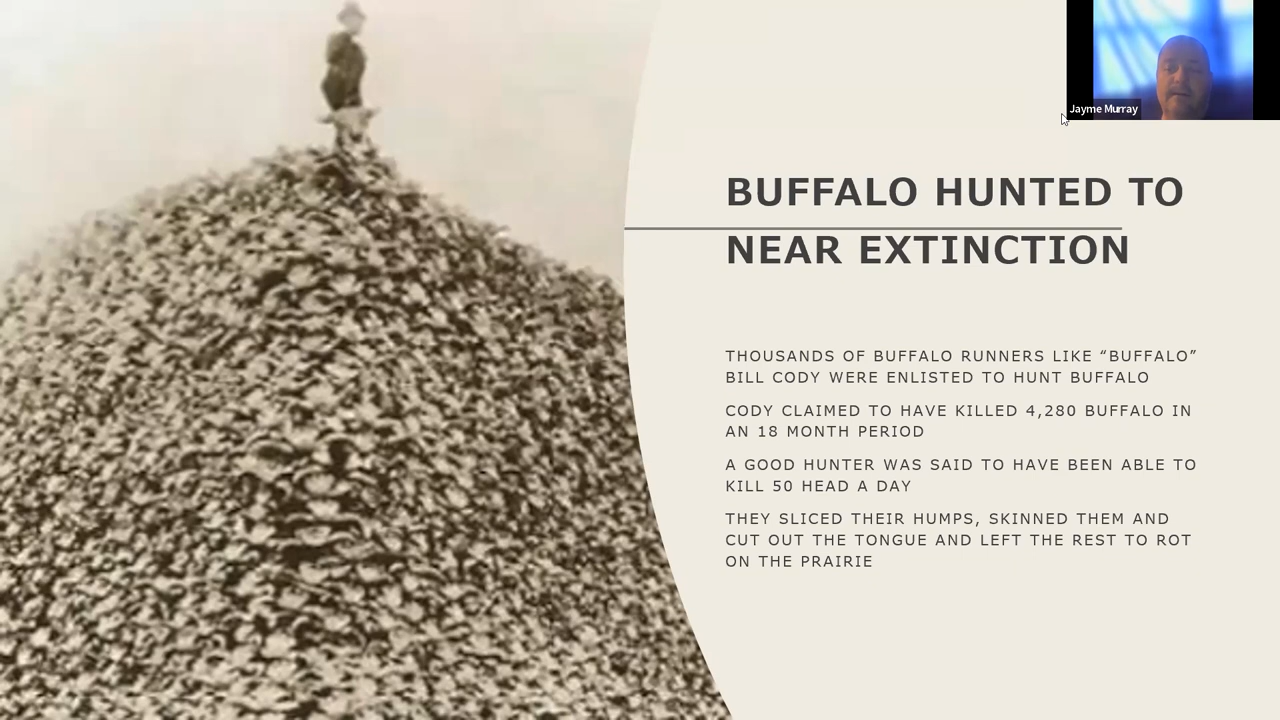 Jayme Murray
BUFFALO HUNTED TO
NEAR EXTINCTION
THOUSANDS OF BUFFALO RUNNERS LIKE “BUFFALO”
BILL CODY WERE ENLISTED TO HUNT BUFFALO
CODY CLAIMED TO HAVE KILLED 4,280 BUFFALO IN
AN 18 MONTH PERIOD
A GOOD HUNTER WAS SAID TO HAVE BEEN ABLE TO
KILL 50 HEAD A DAY
THEY SLICED THEIR HUMPS, SKINNED THEM AND
CUT OUT THE TONGUE AND LEFT THE REST TO ROT
ON THE PRAIRIE